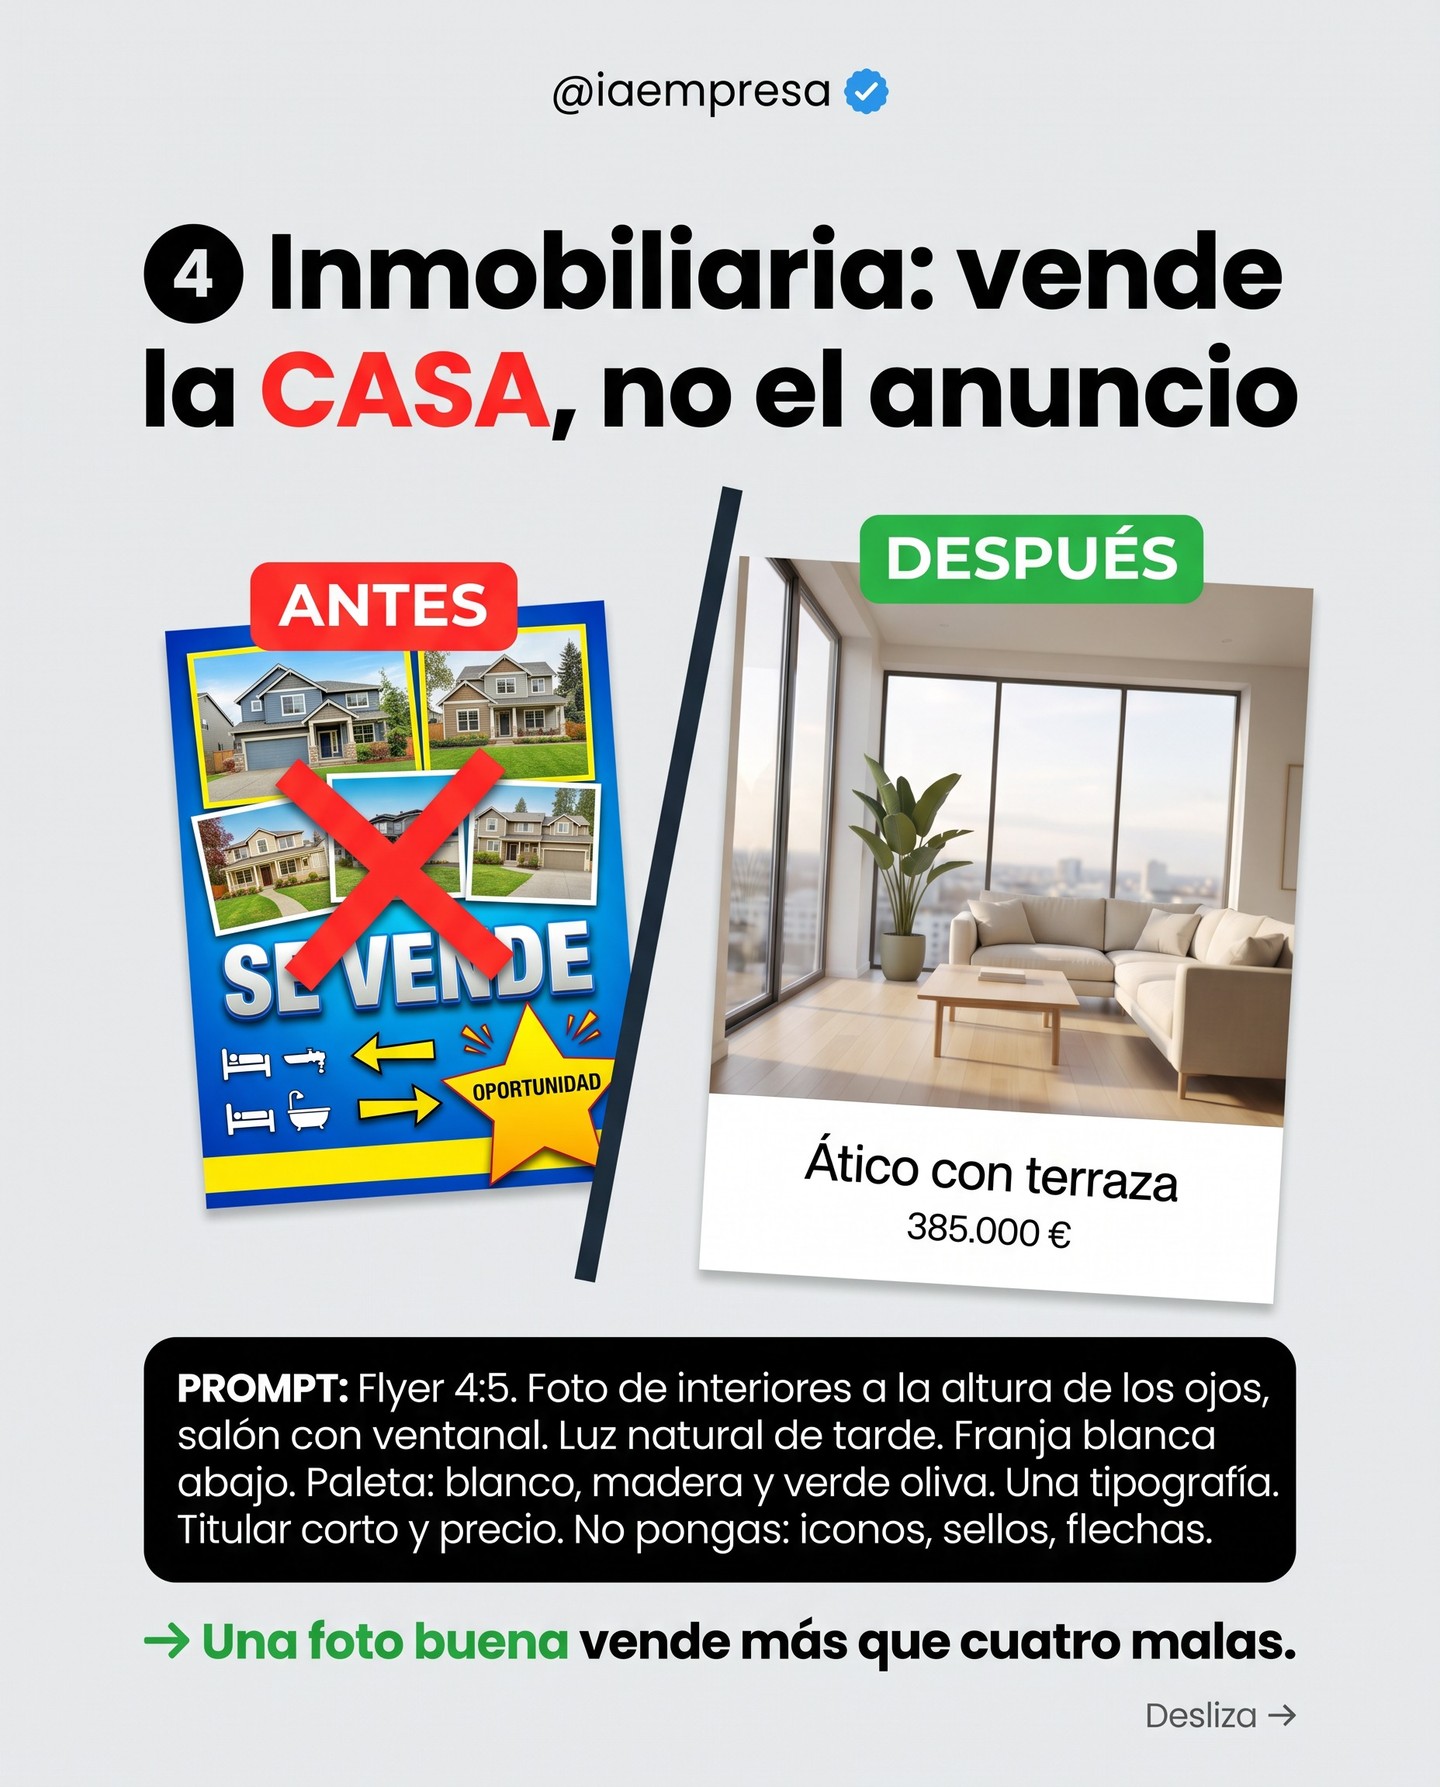 @iaempresa
4 Inmobiliaria: vende
la CASA, no el anuncio
ANTES
SE VENDE
OPORTUNIDAD
DESPUÉS
Ático con terraza
385.000 €
PROMPT: Flyer 4:5. Foto de interiores a la altura de los ojos,
salón con ventanal. Luz natural de tarde. Franja blanca
abajo. Paleta: blanco, madera y verde oliva. Una tipografía.
Titular corto y precio. No pongas: iconos, sellos, flechas.
→ Una foto buena vende más que cuatro malas.
Desliza →